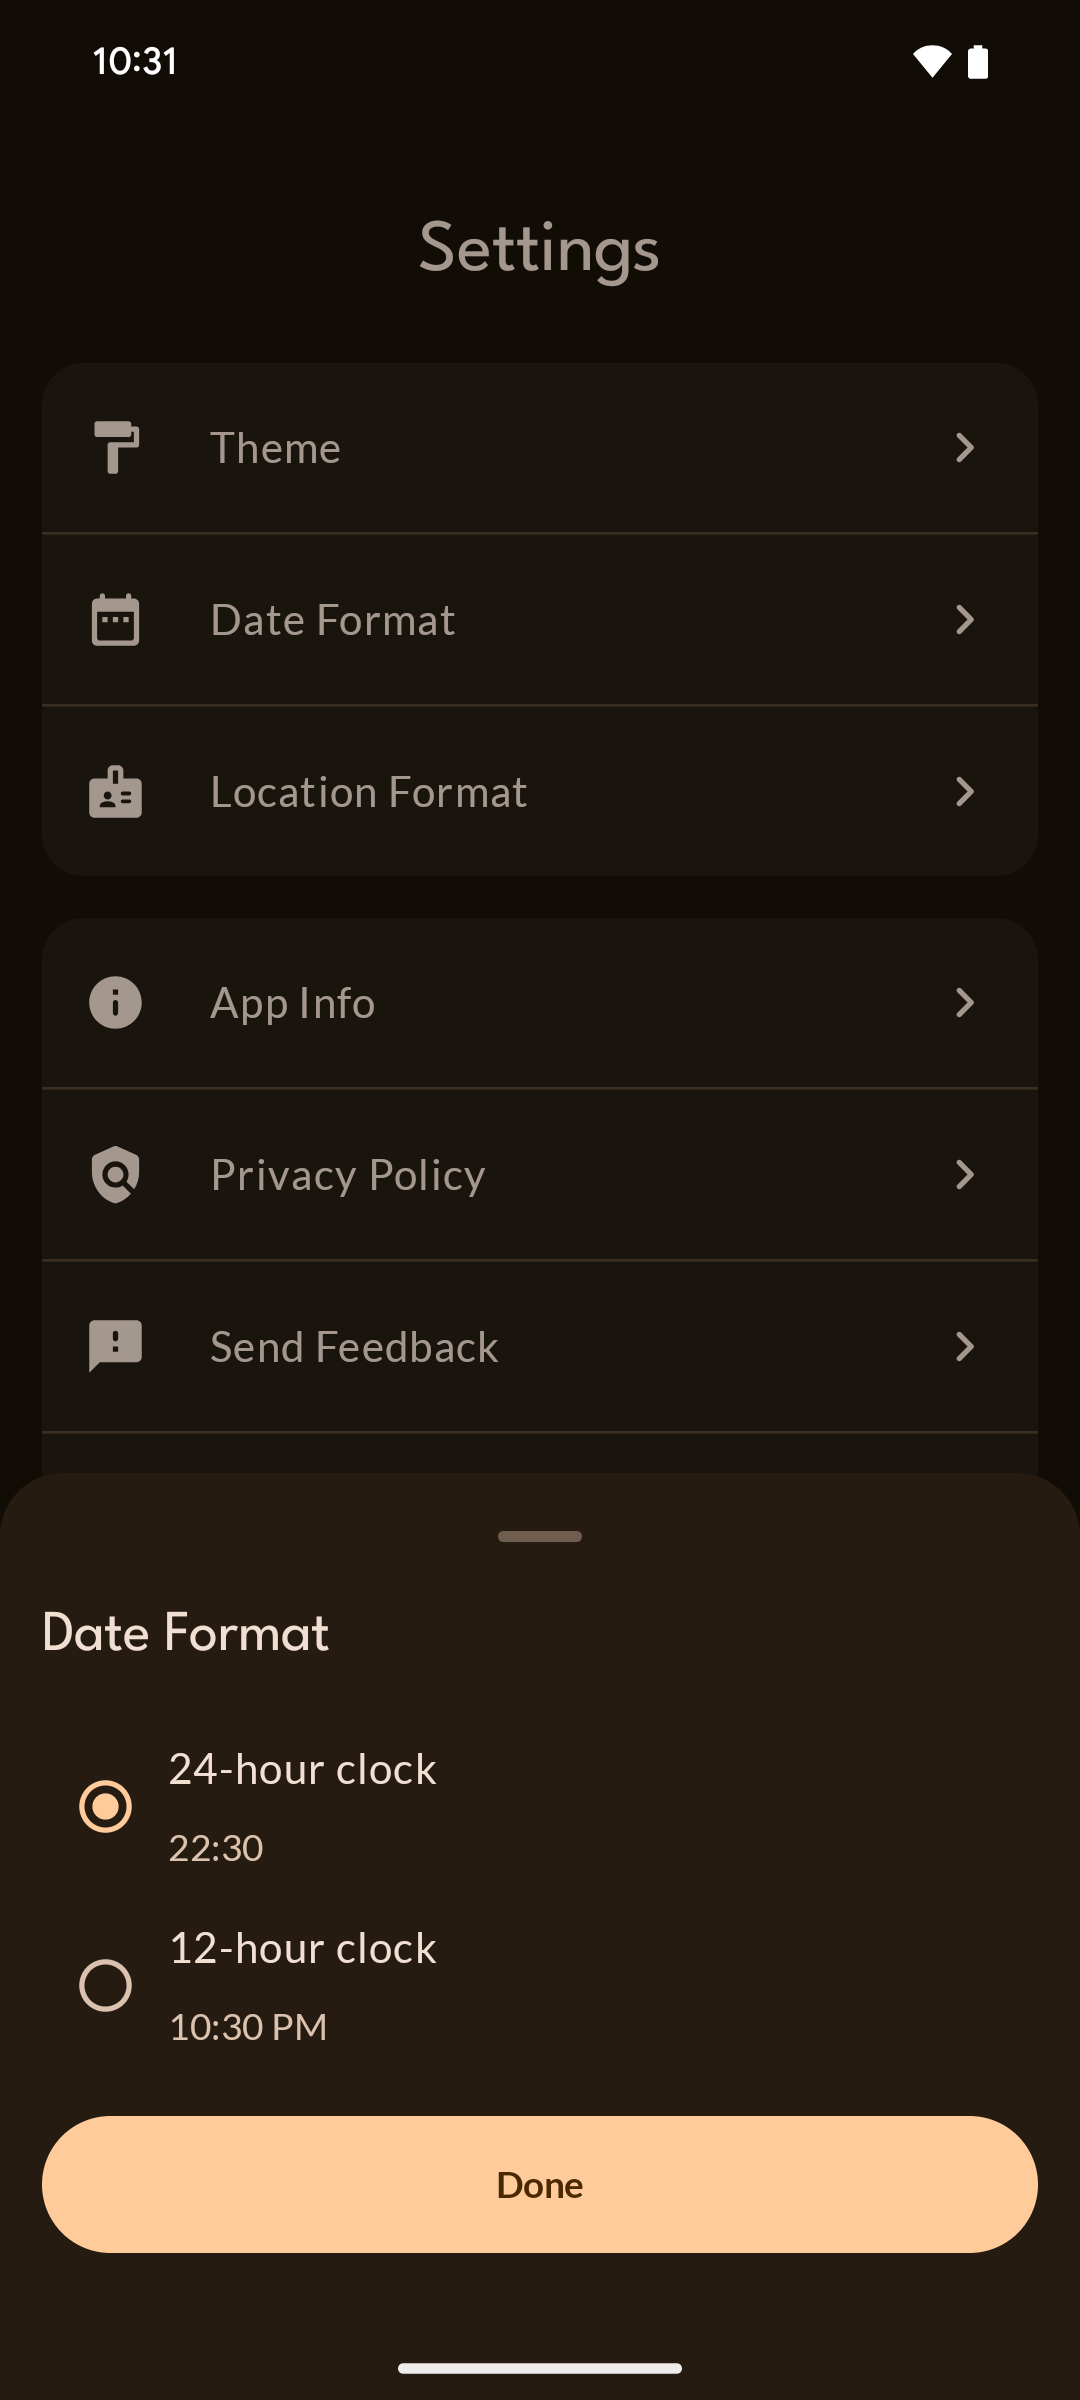 10:31
Settings
Theme
Date Format
Location Format
App Info
Privacy Policy
Send Feedback
Date Format
24-hour clock
22:30
12-hour clock
10:30 PM
Done